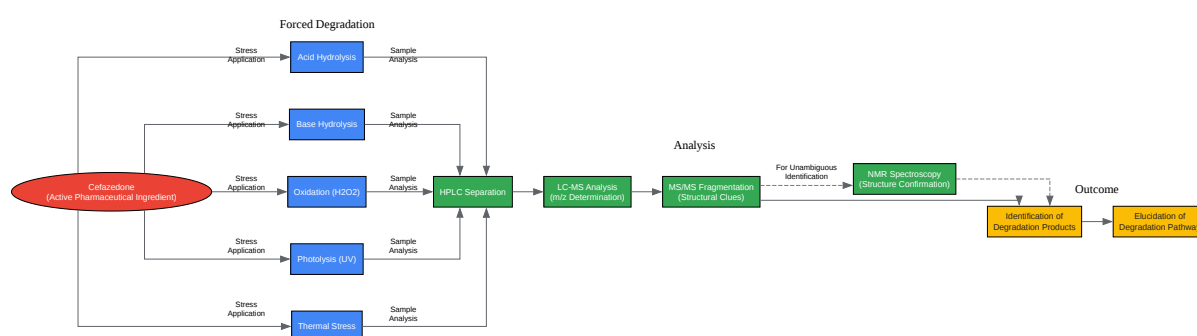 Forced Degradation
Stress
Application
Acid Hydrolysis
Sample
Analysis
Stress
Application
Base Hydrolysis
Sample
Analysis
Analysis
Cefazedone
(Active Pharmaceutical Ingredient)
Stress
Application
Oxidation (H2O2)
Sample
Analysis
HPLC Separation
LC-MS Analysis
(m/z Determination)
MS/MS Fragmentation
(Structural Clues)
For Unambiguous
Identification
NMR Spectroscopy
(Structure Confirmation)
Outcome
Identification of
Degradation Products
Elucidation of
Degradation Pathway
Stress
Application
Photolysis (UV)
Sample
Analysis
Stress
Application
Thermal Stress
Sample
Analysis